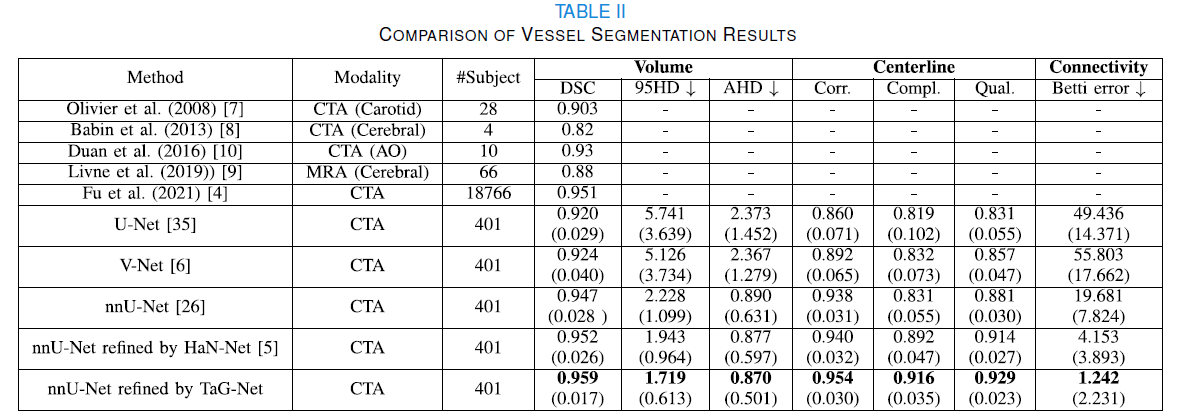 TABLE II
COMPARISON OF VESSEL SEGMENTATION RESULTS
Method Modality #Subject Volume Centerline Connectivity
DSC 95HD ↓ AHD ↓ Corr. Compl. Qual. Betti error ↓
Olivier et al. (2008) [7] CTA (Carotid) 28 0.903 – – – – – –
Babin et al. (2013) [8] CTA (Cerebral) 4 0.82 – – – – – –
Duan et al. (2016) [10] CTA (AO) 10 0.93 – – – – – –
Livne et al. (2019)) [9] MRA (Cerebral) 66 0.88 – – – – – –
Fu et al. (2021) [4] CTA 18766 0.951 – – – – – –
U-Net [35] CTA 401 0.920 5.741 2.373 0.860 0.819 0.831 49.436
(0.029) (3.639) (1.452) (0.071) (0.102) (0.055) (14.371)
V-Net [6] CTA 401 0.924 5.126 2.367 0.892 0.832 0.857 55.803
(0.040) (3.734) (1.279) (0.065) (0.073) (0.047) (17.662)
nnU-Net [26] CTA 401 0.947 2.228 0.890 0.938 0.831 0.881 19.681
(0.028 ) (1.099) (0.631) (0.031) (0.055) (0.030) (7.824)
nnU-Net refined by HaN-Net [5] CTA 401 0.952 1.943 0.877 0.940 0.892 0.914 4.153
(0.026) (0.964) (0.597) (0.032) (0.047) (0.027) (3.893)
nnU-Net refined by TaG-Net CTA 401 0.959 1.719 0.870 0.954 0.916 0.929 1.242
(0.017) (0.613) (0.501) (0.030) (0.035) (0.023) (2.231)